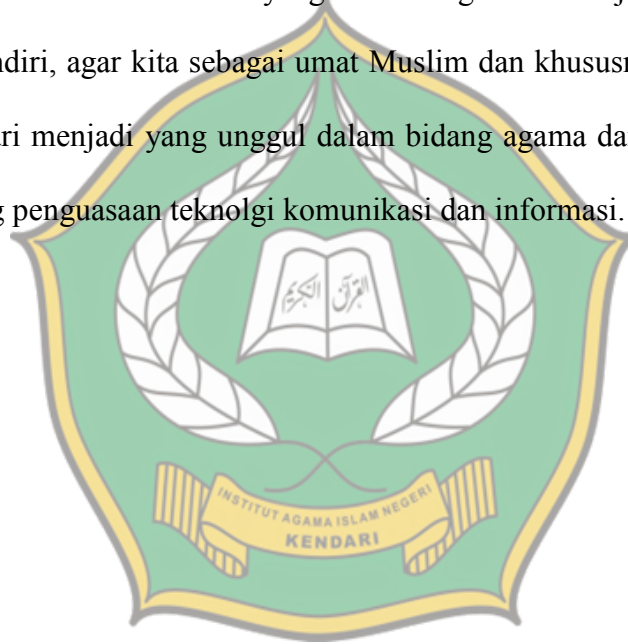 ndiri, agar kita sebagai umat Muslim dan khusus
ri menjadi yang unggul dalam bidang agama da
g penguasaan teknolgi komunikasi dan informasi.
القرآن الكريم
INSTITUT AGAMA ISLAM NEGERI
KENDARI